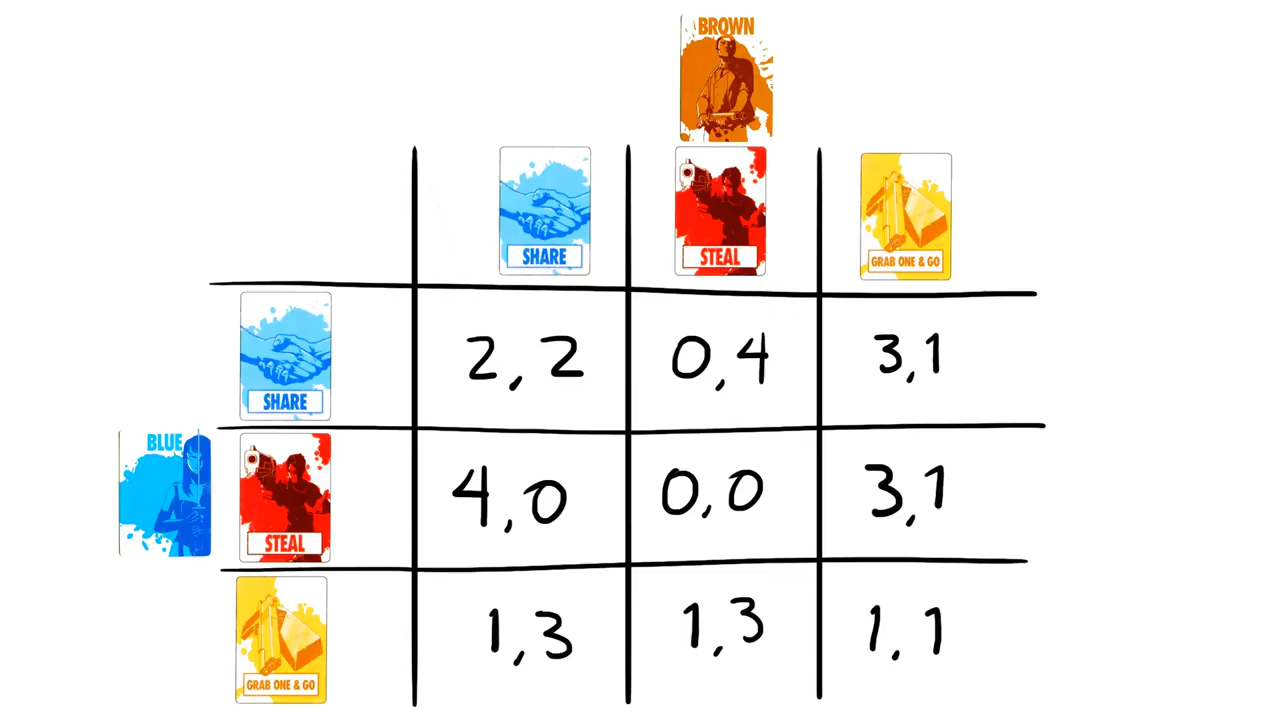 BROWN
SHARE
STEAL
GRAB ONE & GO
SHARE
2,2
0,4
3,1
BLUE
STEAL
4,0
0,0
3,1
GRAB ONE & GO
1,3
1,3
1,1